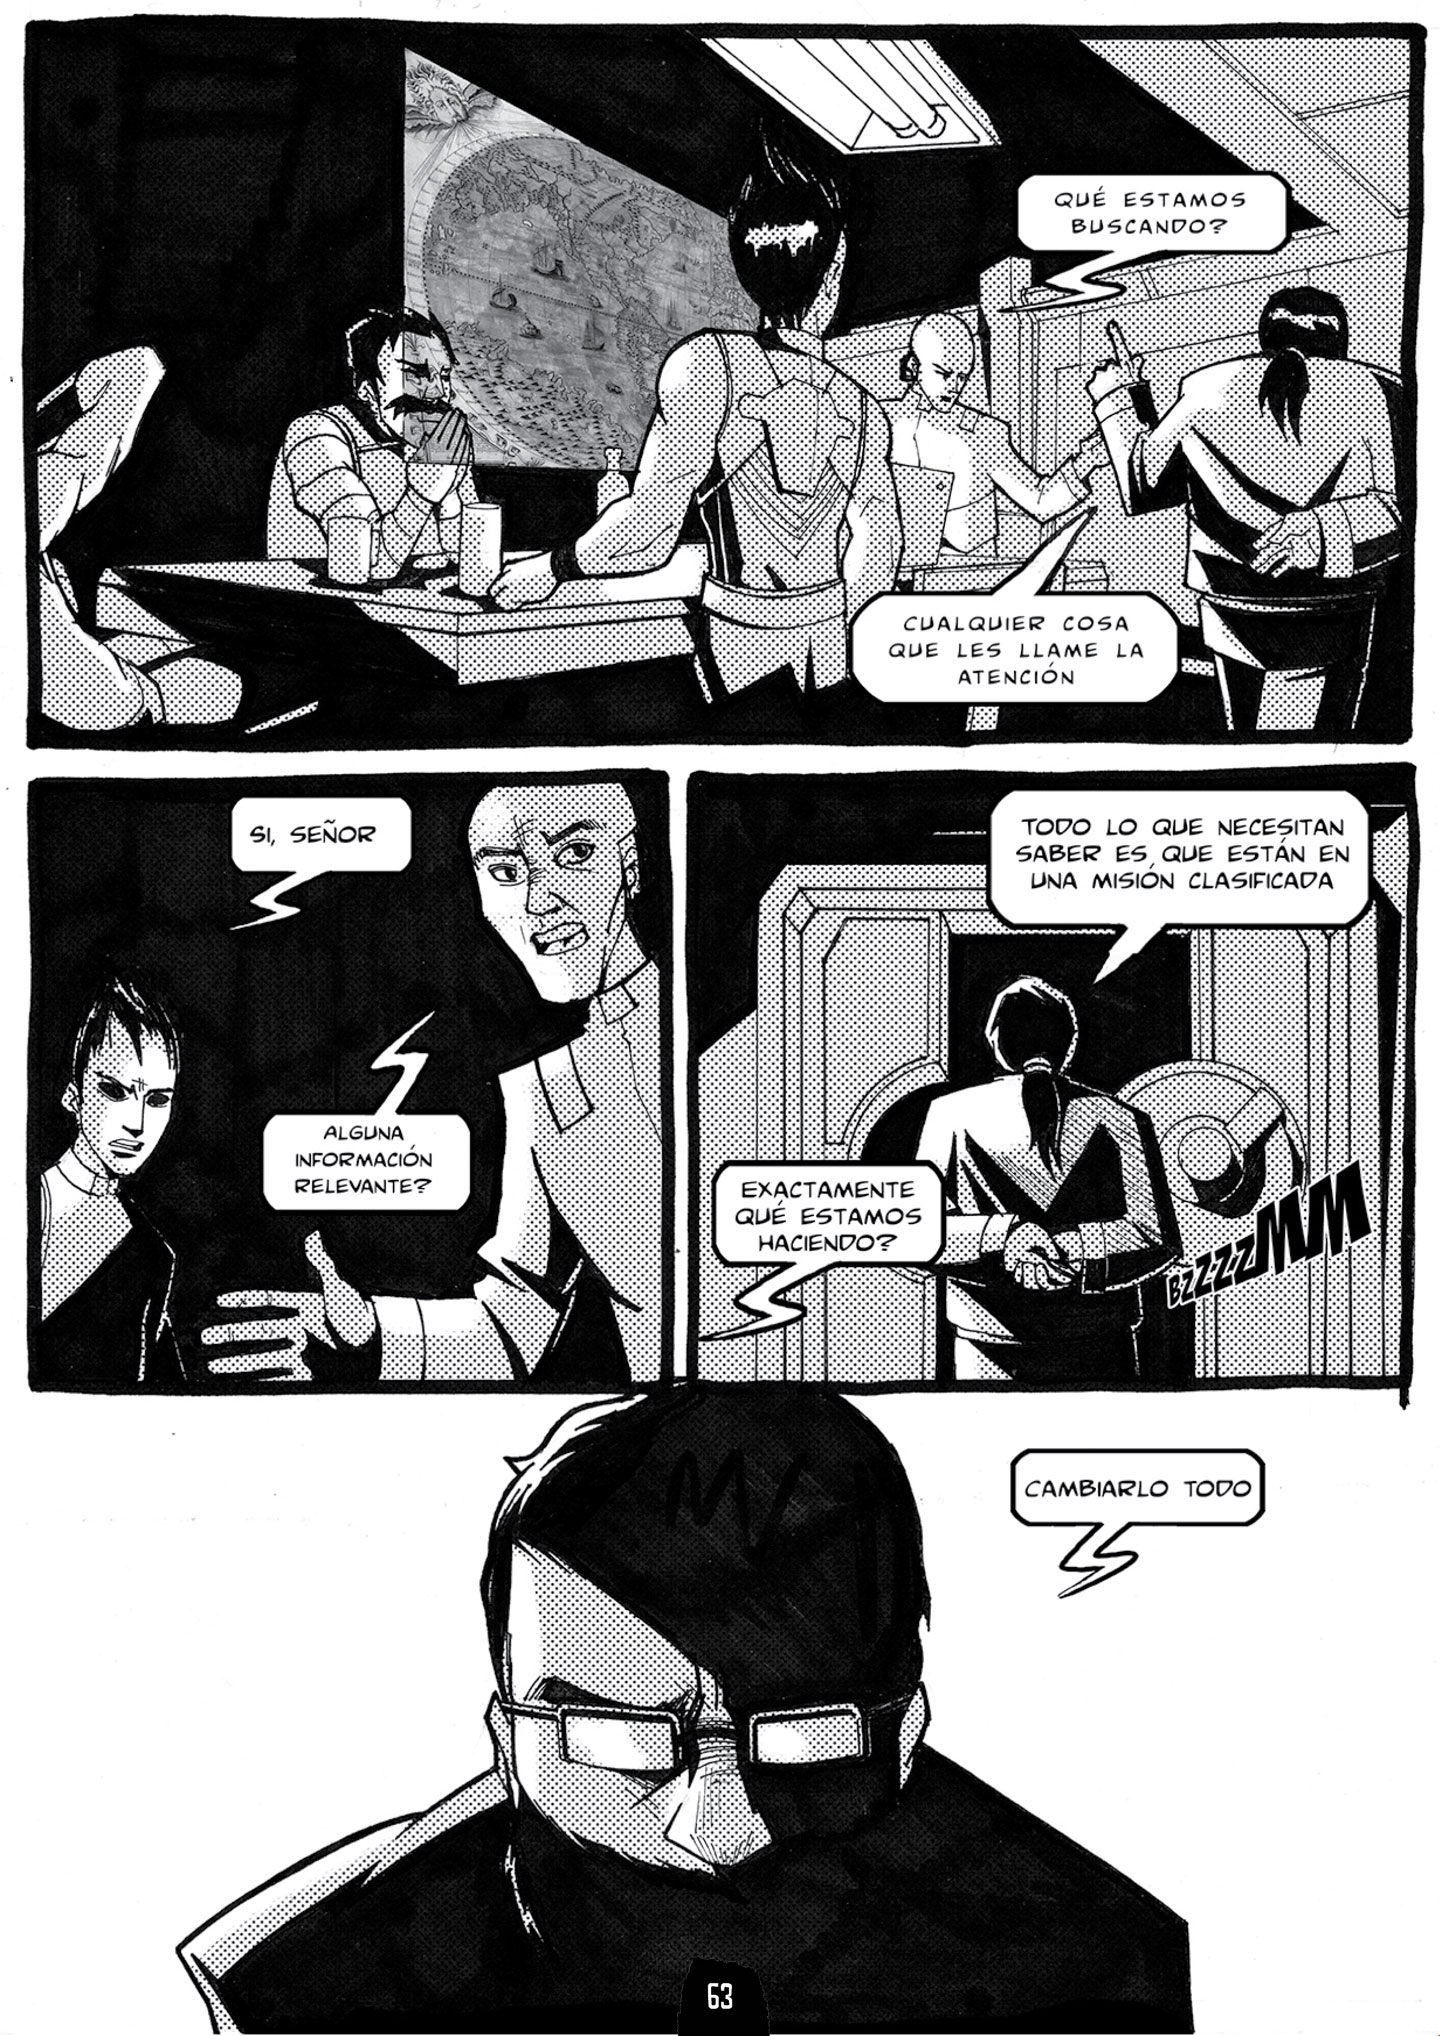 QUÉ ESTAMOS
BUSCANDO?
CUALQUIER COSA
QUE LES LLAME LA
ATENCIÓN
SI, SEÑOR
ALGUNA
INFORMACIÓN
RELEVANTE?
TODO LO QUE NECESITAN
SABER ES QUE ESTÁN EN
UNA MISIÓN CLASIFICADA
EXACTAMENTE
QUÉ ESTAMOS
HACIENDO?
BZZZZMMM
CAMBIARLO TODO
63